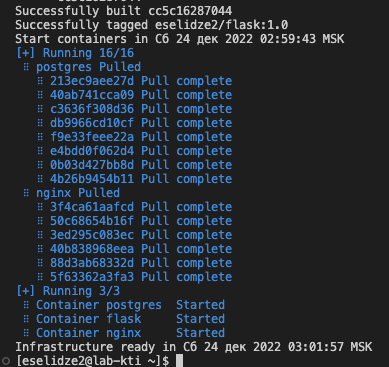 Successfully built cc5c16287044
Successfully tagged eselidze2/flask:1.0
Start containers in Сб 24 дек 2022 02:59:43 MSK
[+] Running 16/16
⠿ postgres Pulled
⠿ 213ec9aee27d Pull complete
⠿ 40ab741cca09 Pull complete
⠿ c3636f308d36 Pull complete
⠿ db9966cd10cf Pull complete
⠿ f9e33feee22a Pull complete
⠿ e4bdd0f062d4 Pull complete
⠿ 0b03d427bb8d Pull complete
⠿ 4b26b9454b11 Pull complete
⠿ nginx Pulled
⠿ 3f4ca61aafcd Pull complete
⠿ 50c68654b16f Pull complete
⠿ 3ed295c083ec Pull complete
⠿ 40b838968eea Pull complete
⠿ 88d3ab68332d Pull complete
⠿ 5f63362a3fa3 Pull complete
[+] Running 3/3
⠿ Container postgres Started
⠿ Container flask Started
⠿ Container nginx Started
Infrastructure ready in Сб 24 дек 2022 03:01:57 MSK
[eselidze2@lab-kti ~]$